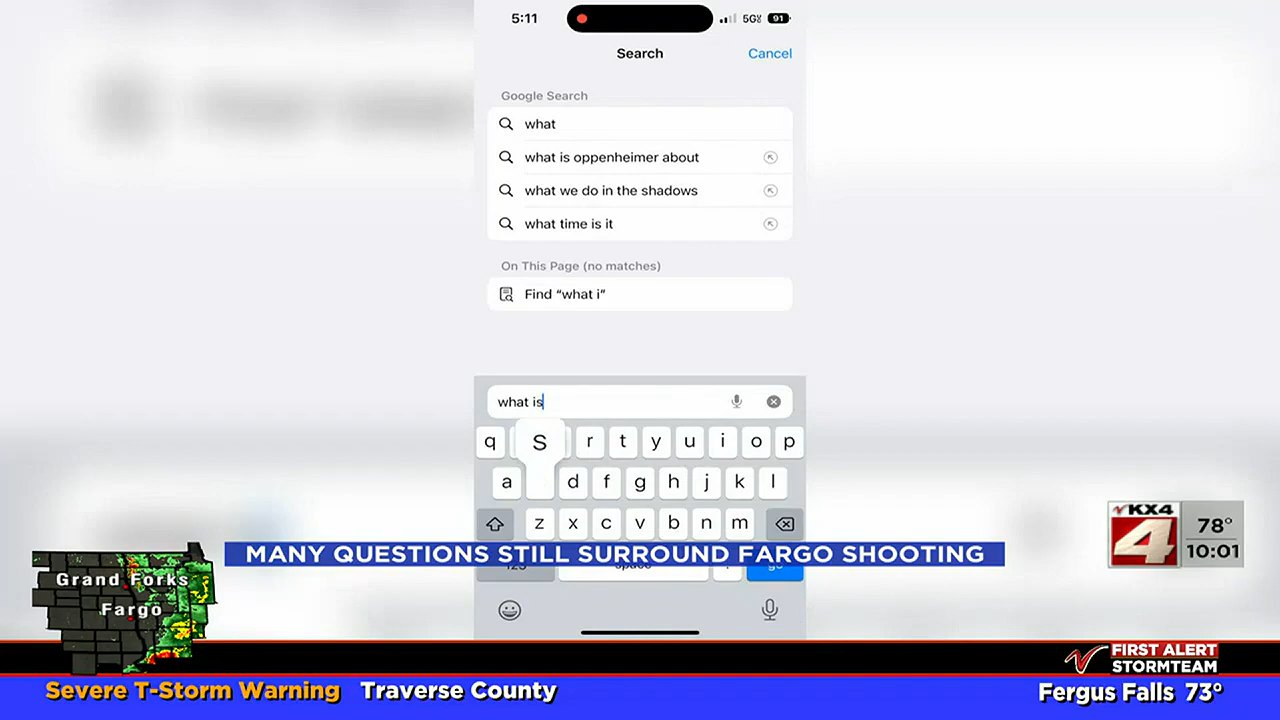 5:11
5G
91
Search
Cancel
Google Search
what
what is oppenheimer about
what we do in the shadows
what time is it
On This Page (no matches)
Find “what i”
what is
q S r t y u i o p
a d f g h j k l
z x c v b n m
MANY QUESTIONS STILL SURROUND FARGO SHOOTING
KX4
4
78°
10:01
Grand Forks
Fargo
FIRST ALERT
STORMTEAM
Severe T-Storm Warning Traverse County
Fergus Falls 73°